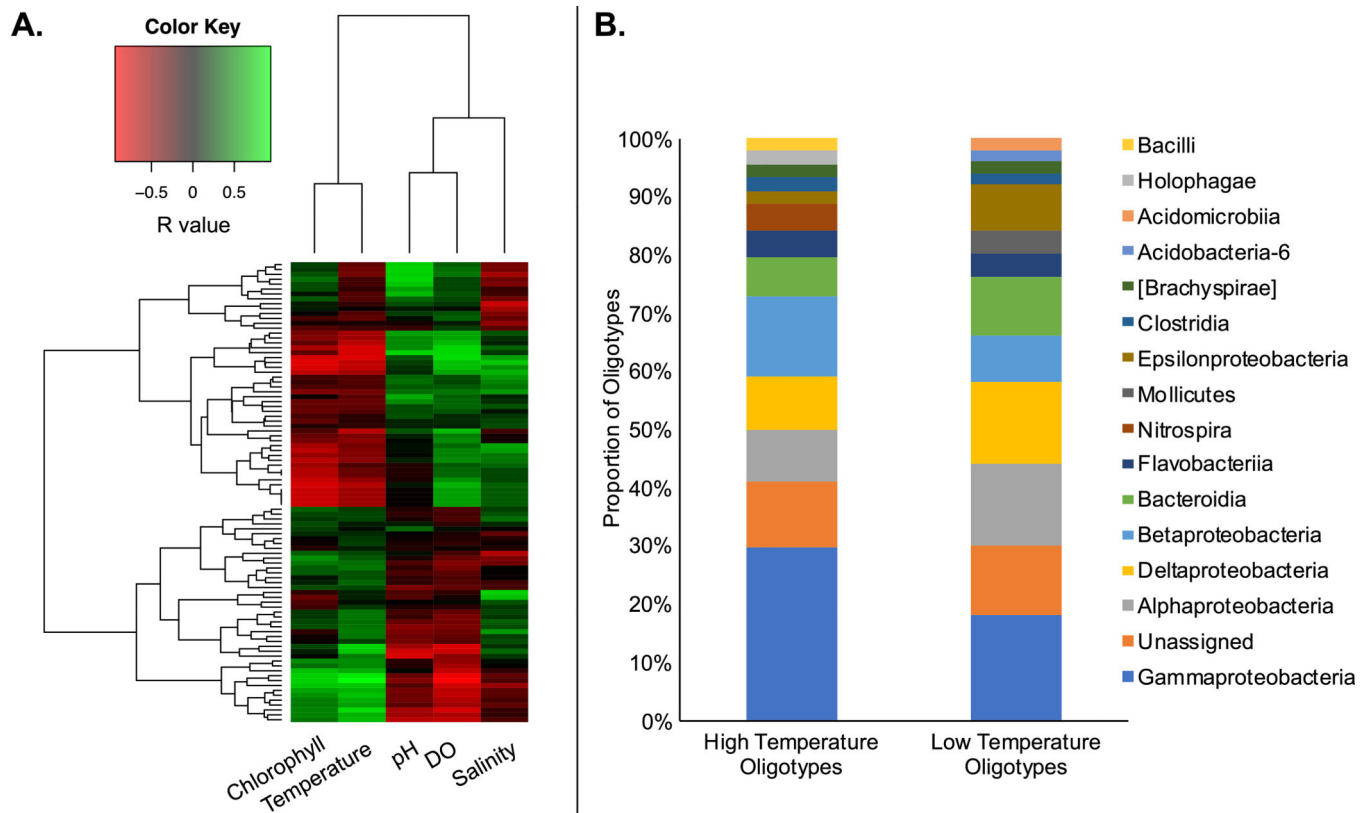 A.
Color Key
−0.5 0 0.5
R value
Chlorophyll
Temperature
pH
DO
Salinity
B.
Proportion of Oligotypes
100%
90%
80%
70%
60%
50%
40%
30%
20%
10%
0%
High Temperature
Oligotypes
Low Temperature
Oligotypes
Bacilli
Holophagae
Acidomicrobiia
Acidobacteria-6
[Brachyspirae]
Clostridia
Epsilonproteobacteria
Mollicutes
Nitrospira
Flavobacteriia
Bacteroidia
Betaproteobacteria
Deltaproteobacteria
Alphaproteobacteria
Unassigned
Gammaproteobacteria